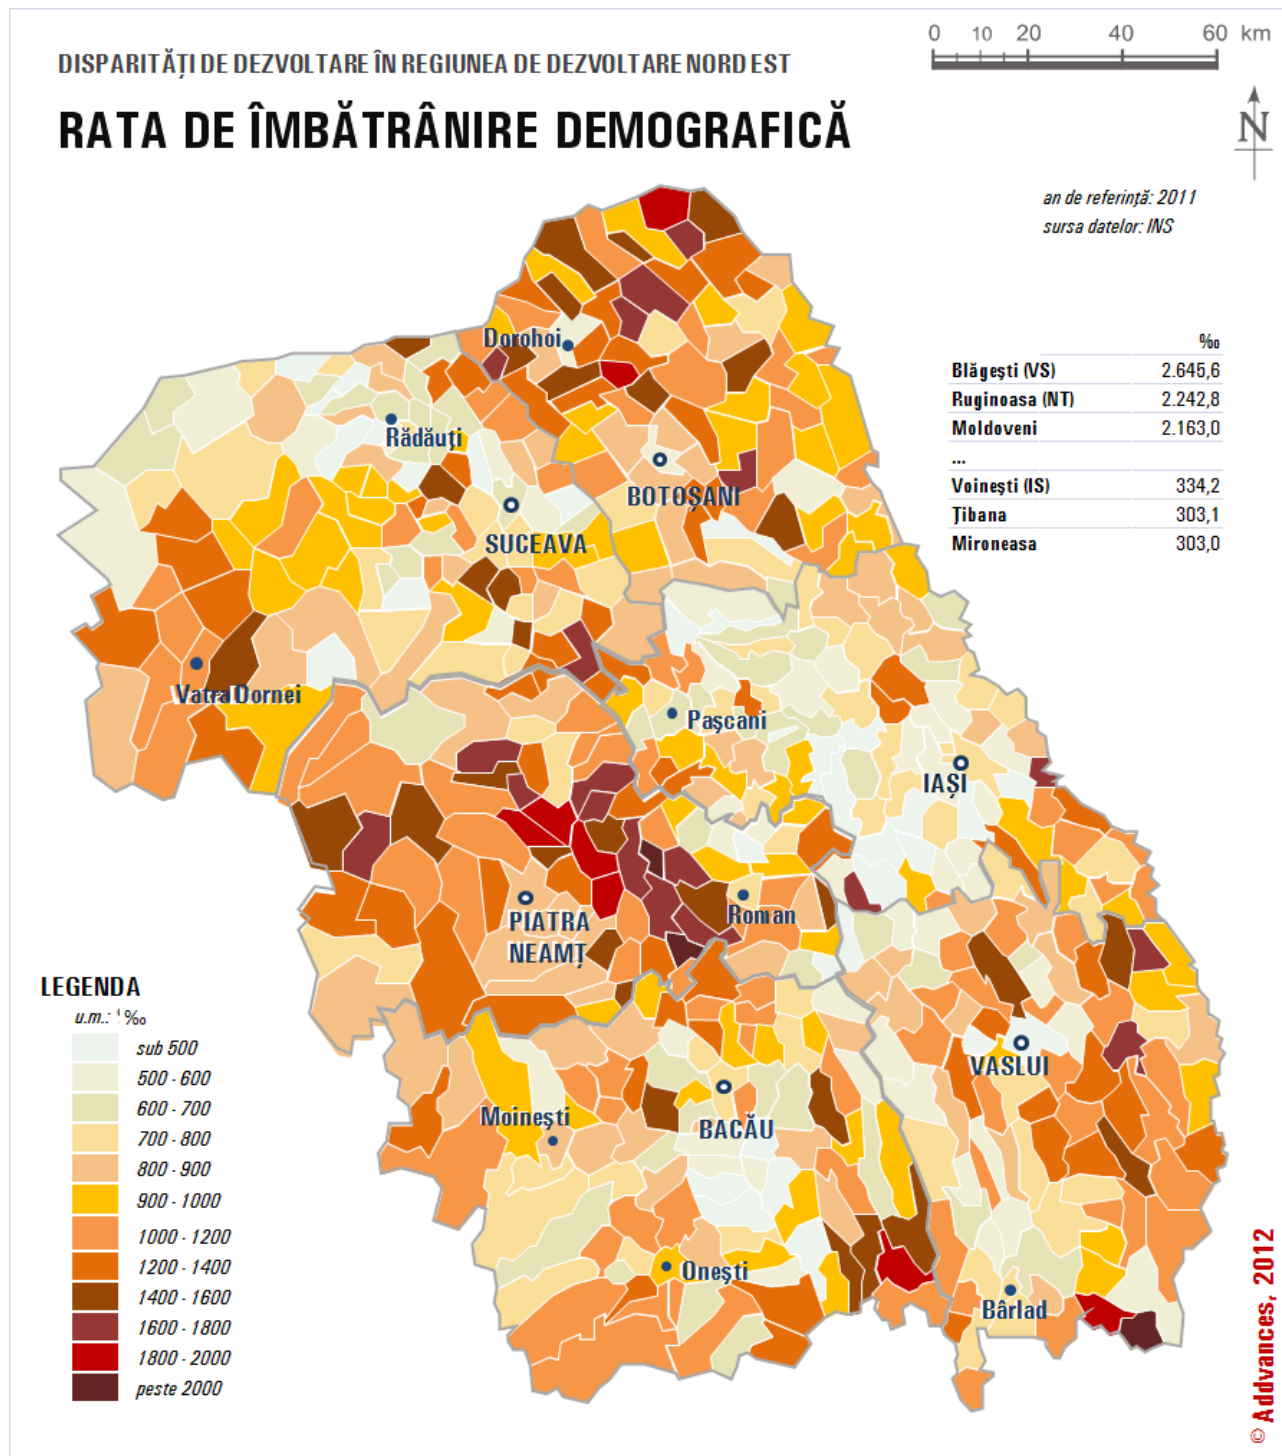 0 10 20 40 60 km
DISPARITĂȚI DE DEZVOLTARE ÎN REGIUNEA DE DEZVOLTARE NORD EST
RATA DE ÎMBĂTRÂNIRE DEMOGRAFICĂ
N
an de referință: 2011
sursa datelor: INS
‰
Blăgești (VS) 2.645,6
Ruginoasa (NT) 2.242,8
Moldoveni 2.163,0
...
Voinești (IS) 334,2
Țibana 303,1
Mironeasa 303,0
Dorohoi
Rădăuți
BOTOȘANI
SUCEAVA
Vatra Dornei
Pașcani
IAȘI
PIATRA
NEAMȚ
Roman
VASLUI
Moinești
BACĂU
Onești
Bârlad
LEGENDA
u.m.: ‰
sub 500
500 - 600
600 - 700
700 - 800
800 - 900
900 - 1000
1000 - 1200
1200 - 1400
1400 - 1600
1600 - 1800
1800 - 2000
peste 2000
© Addvances, 2012